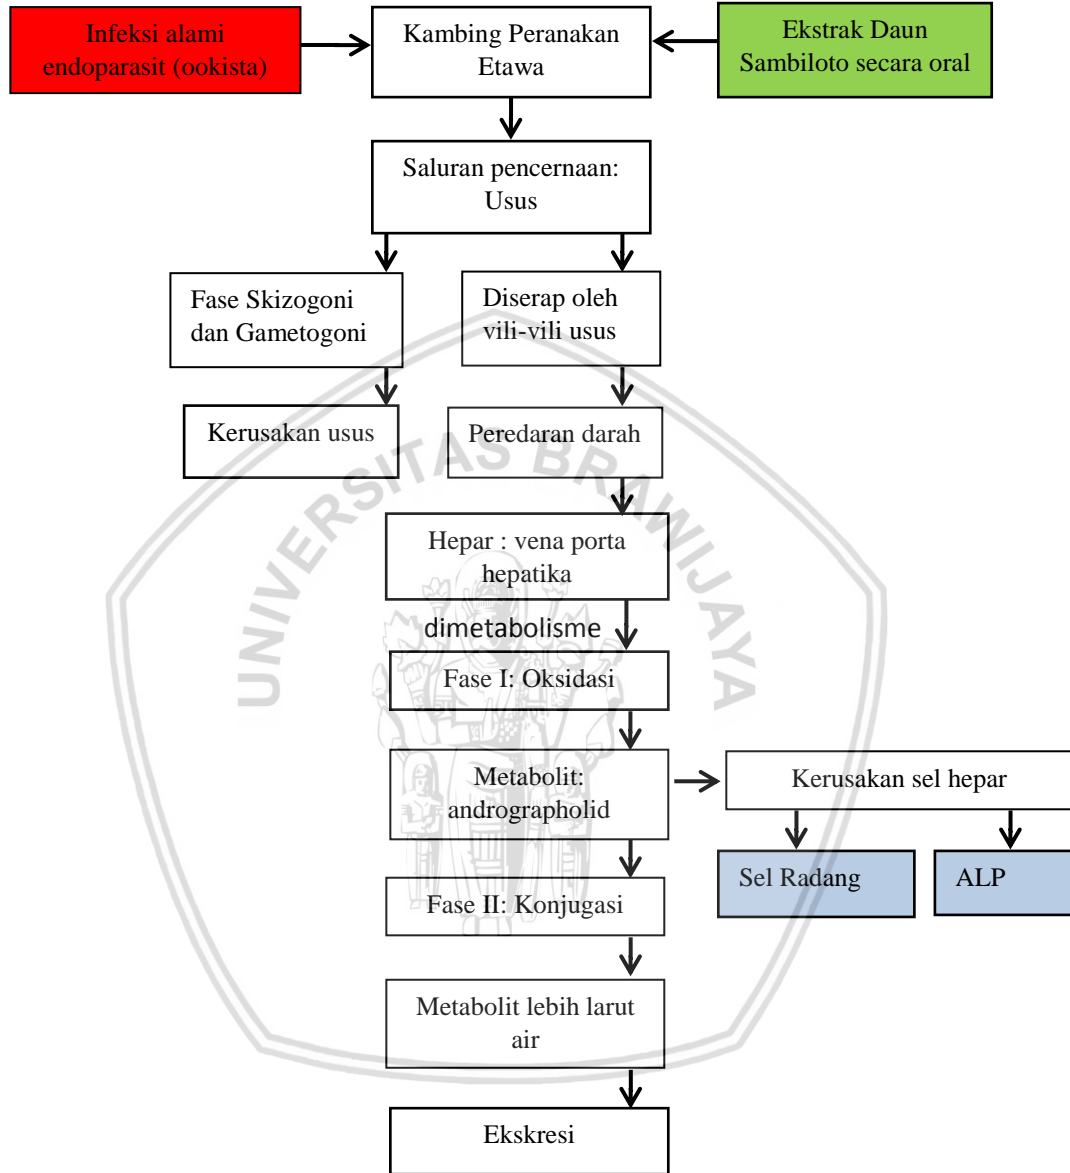 Infeksi alami
endoparasit (ookista)
Kambing Peranakan
Etawa
Ekstrak Daun
Sambiloto secara oral
Saluran pencernaan:
Usus
Fase Skizogoni
dan Gametogoni
Diserap oleh
vili-vili usus
Kerusakan usus
Peredaran darah
UNIVERSITAS BRAWIJAYA
Hepar : vena porta
hepatika
dimetabolisme
Fase I: Oksidasi
Metabolit:
andrographolid
Kerusakan sel hepar
Sel Radang
ALP
Fase II: Konjugasi
Metabolit lebih larut
air
Ekskresi